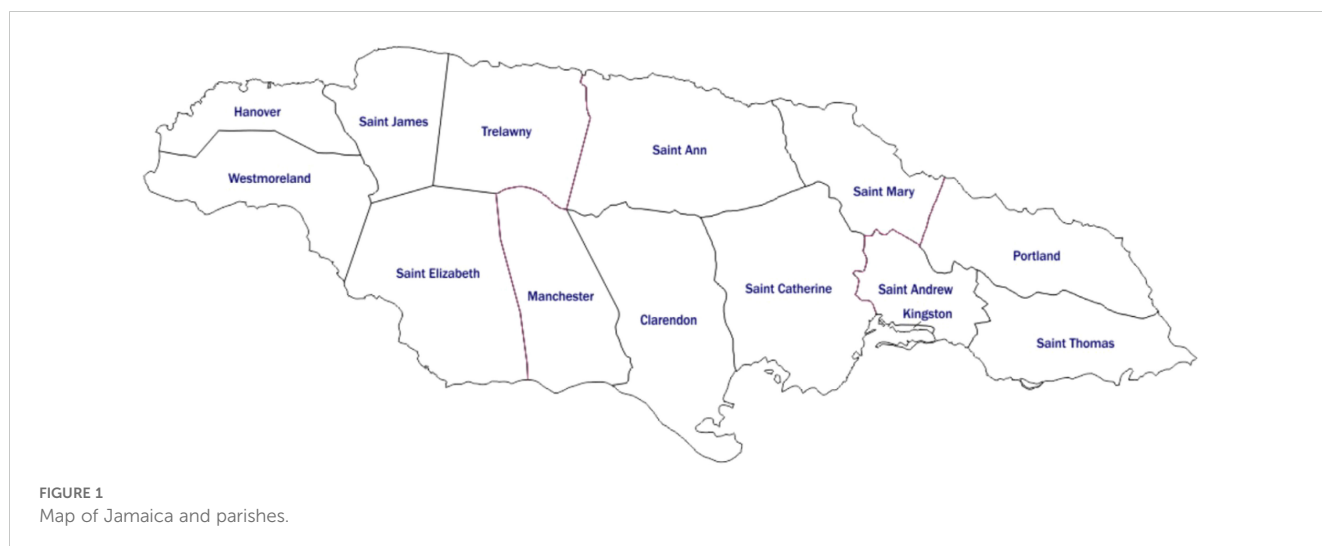 Hanover
Saint James
Trelawny
Saint Ann
Westmoreland
Saint Mary
Portland
Saint Elizabeth
Manchester
Saint Catherine
Saint Andrew
Kingston
Clarendon
Saint Thomas
FIGURE 1
Map of Jamaica and parishes.